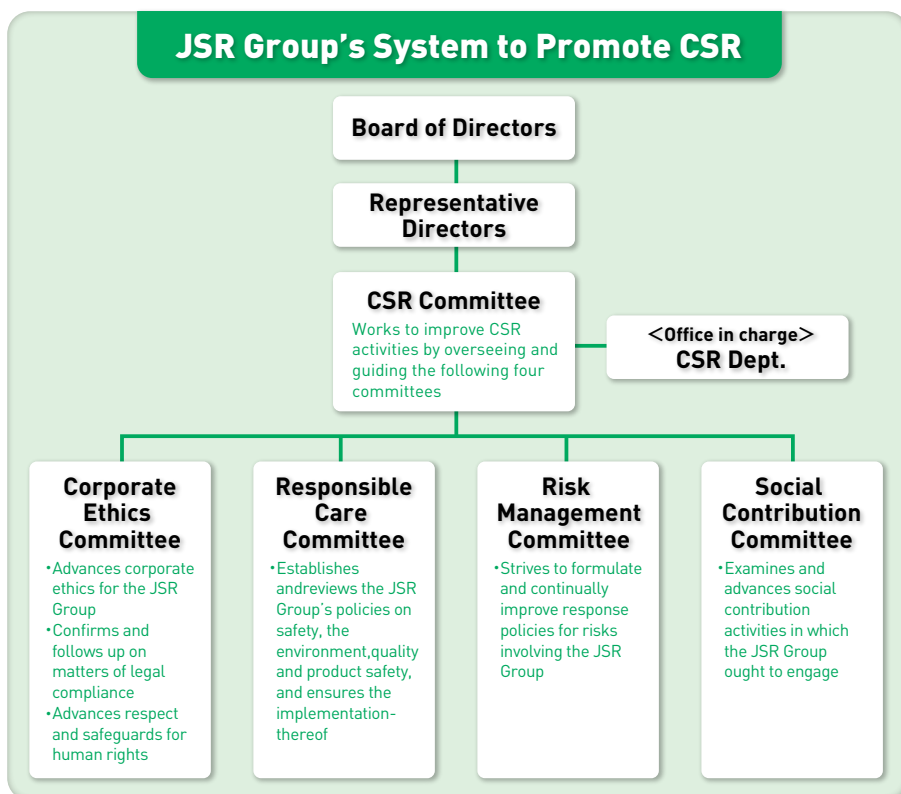 JSR Group's System to Promote CSR
Board of Directors
Representative
Directors
CSR Committee
Works to improve CSR
activities by overseeing and
guiding the following four
committees
<Office in charge>
CSR Dept.
Corporate
Ethics
Committee
•Advances corporate
ethics for the JSR
Group
•Confirms and
follows up on
matters of legal
compliance
•Advances respect
and safeguards for
human rights
Responsible
Care
Committee
•Establishes
andreviews the JSR
Group's policies on
safety, the
environment,quality
and product safety,
and ensures the
implementation-
thereof
Risk
Management
Committee
•Strives to formulate
and continually
improve response
policies for risks
involving the JSR
Group
Social
Contribution
Committee
•Examines and
advances social
contribution
activities in which
the JSR Group
ought to engage